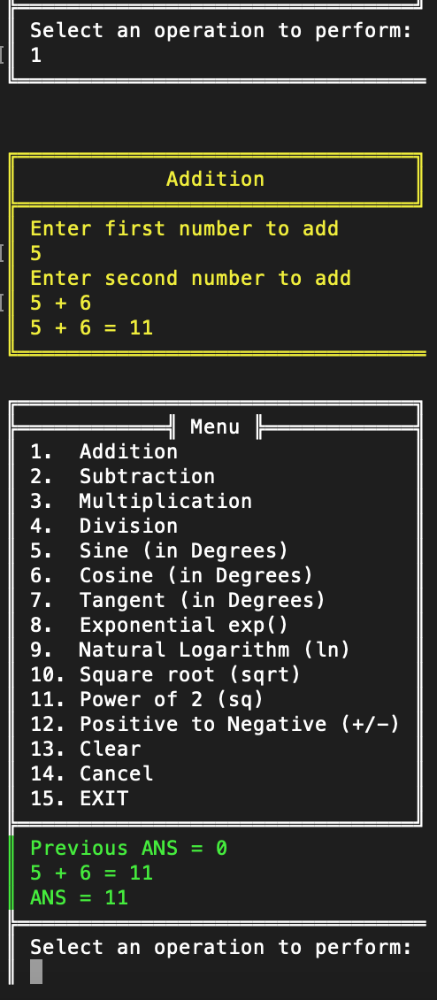 Select an operation to perform:
1
Addition
Enter first number to add
5
Enter second number to add
5 + 6
5 + 6 = 11
Menu
1.  Addition
2.  Subtraction
3.  Multiplication
4.  Division
5.  Sine (in Degrees)
6.  Cosine (in Degrees)
7.  Tangent (in Degrees)
8.  Exponential exp()
9.  Natural Logarithm (ln)
10. Square root (sqrt)
11. Power of 2 (sq)
12. Positive to Negative (+/-)
13. Clear
14. Cancel
15. EXIT
Previous ANS = 0
5 + 6 = 11
ANS = 11
Select an operation to perform: